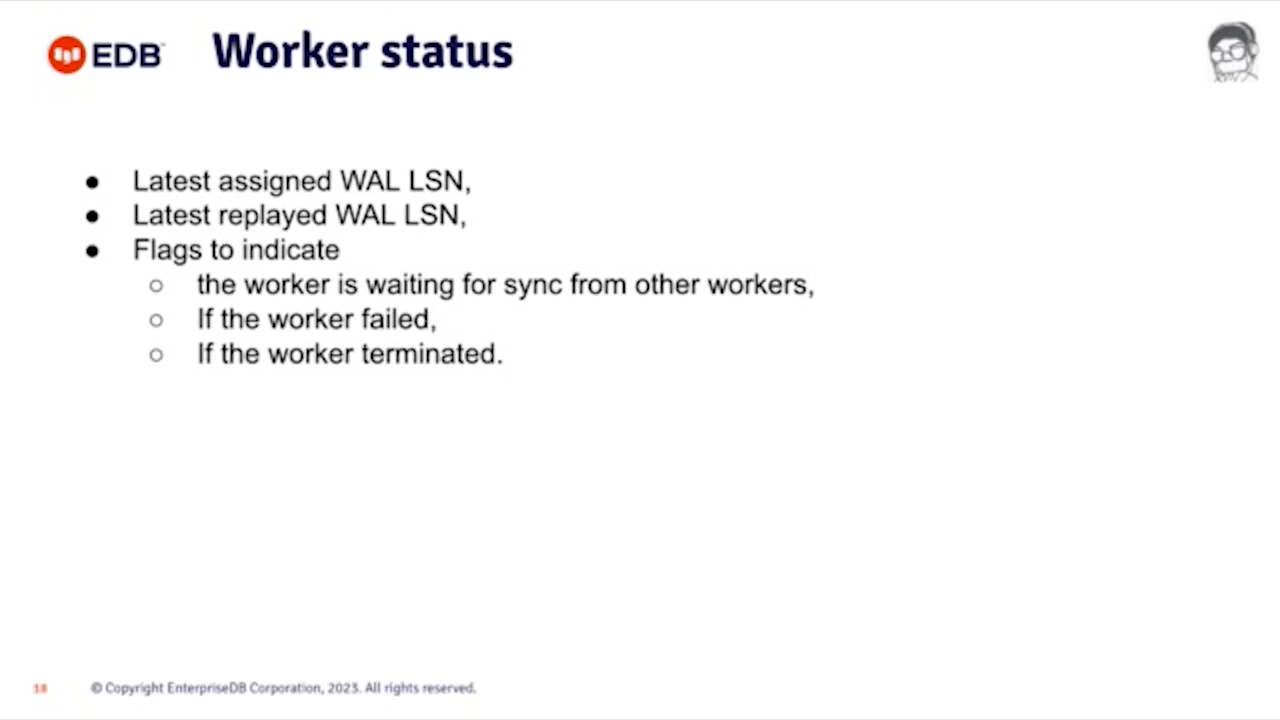 EDB
Worker status
● Latest assigned WAL LSN,
● Latest replayed WAL LSN,
● Flags to indicate
○ the worker is waiting for sync from other workers,
○ If the worker failed,
○ If the worker terminated.
18
© Copyright EnterpriseDB Corporation, 2023. All rights reserved.